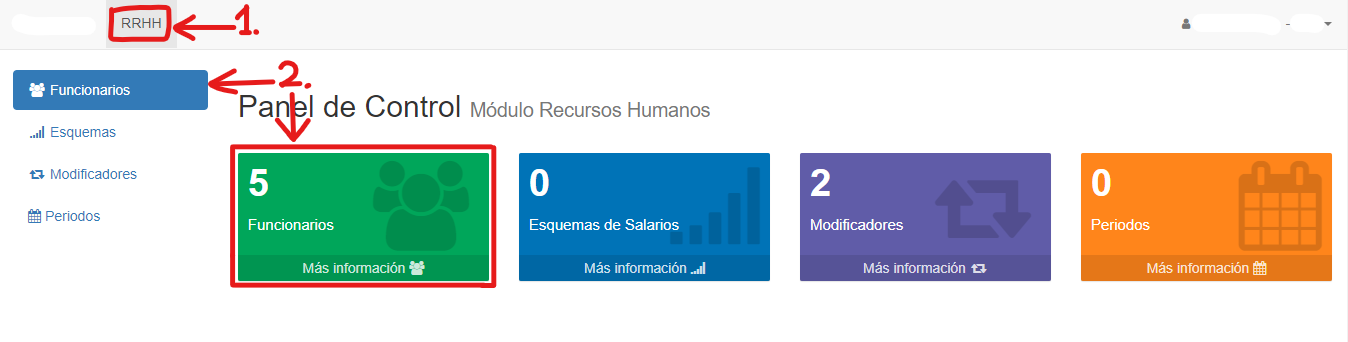 RRHH 1. -
Funcionarios 2.
Panel de Control Módulo Recursos Humanos
Esquemas
Modificadores
Periodos
5 0 2 0
Funcionarios Esquemas de Salarios Modificadores Periodos
Más información Más información Más información Más información